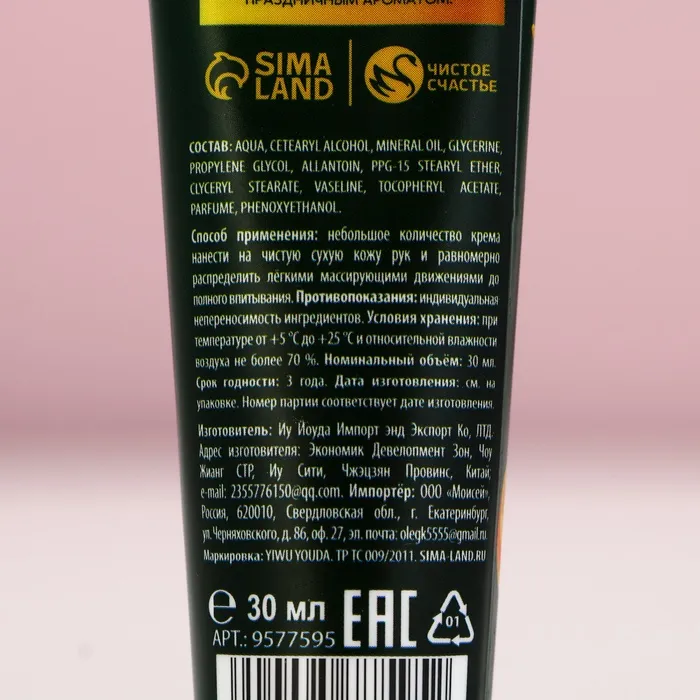 ПРАЗДНИЧНЫМ АРОМАТОМ.
SIMA LAND
ЧИСТОЕ СЧАСТЬЕ
СОСТАВ: AQUA, CETEARYL ALCOHOL, MINERAL OIL, GLYCERINE,
PROPYLENE GLYCOL, ALLANTOIN, PPG-15 STEARYL ETHER,
GLYCERYL STEARATE, VASELINE, TOCOPHERYL ACETATE,
PARFUME, PHENOXYETHANOL.
Способ применения: небольшое количество крема
нанести на чистую сухую кожу рук и равномерно
распределить лёгкими массирующими движениями до
полного впитывания. Противопоказания: индивидуальная
непереносимость ингредиентов. Условия хранения: при
температуре от +5 °C до +25 °C и относительной влажности
воздуха не более 70 %. Номинальный объём: 30 мл.
Срок годности: 3 года. Дата изготовления: см. на
упаковке. Номер партии соответствует дате изготовления.
Изготовитель: Иу Йоуда Импорт энд Экспорт Ко, ЛТД.
Адрес изготовителя: Экономик Девелопмент Зон, Чоу
Жианг СТР, Иу Сити, Чжэцзян Провинс, Китай;
e-mail: 2355776150@qq.com. Импортёр: ООО «Моисей»,
Россия, 620010, Свердловская обл., г. Екатеринбург,
ул. Черняховского, д. 86, оф. 27, эл. почта: olegk5555@gmail.ru.
Маркировка: YIWU YOUDA. ТР ТС 009/2011. SIMA-LAND.RU
℮ 30 мл
EAC
01
АРТ.: 9577595